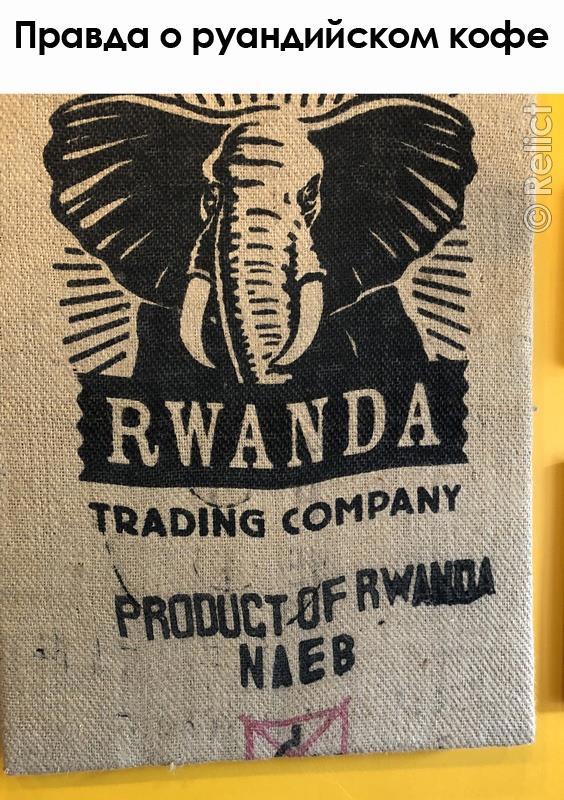 Правда о руандийском кофе
© Relict
RWANDA
TRADING COMPANY
PRODUCT OF RWANDA
NAEB